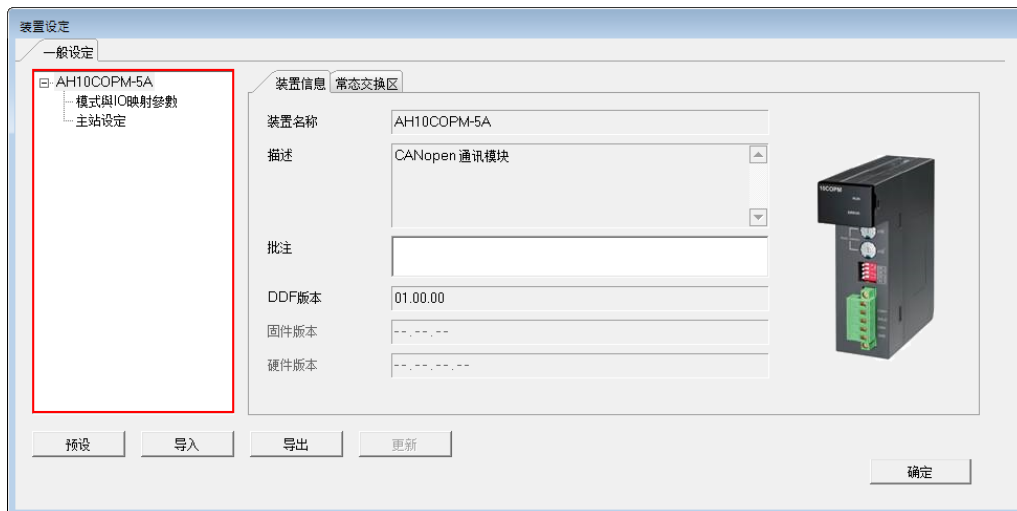 装置设定
一般设定
AH10COPM-5A
模式與IO映射參數
主站设定
装置信息 常态交换区
装置名称 AH10COPM-5A
描述 CANopen 通讯模块
批注
DDF版本 01.00.00
固件版本 --.--.--
硬件版本 --.--.--.--
10COPM
预设 导入 导出 更新
确定